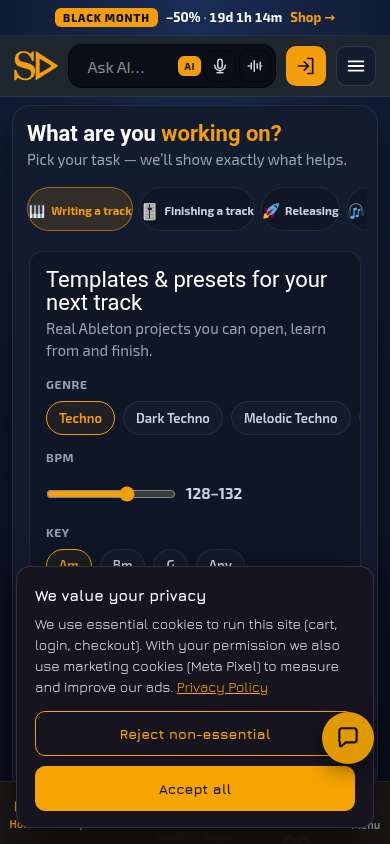 BLACK MONTH −50% · 19d 1h 14m Shop →
Ask AI... AI
What are you working on?
Pick your task — we'll show exactly what helps.
Writing a track Finishing a track Releasing
Templates & presets for your
next track
Real Ableton projects you can open, learn
from and finish.
GENRE
Techno Dark Techno Melodic Techno
BPM
128–132
KEY
Am Bm G Any
We value your privacy
We use essential cookies to run this site (cart,
login, checkout). With your permission we also
use marketing cookies (Meta Pixel) to measure
and improve our ads. Privacy Policy
Reject non-essential
Accept all